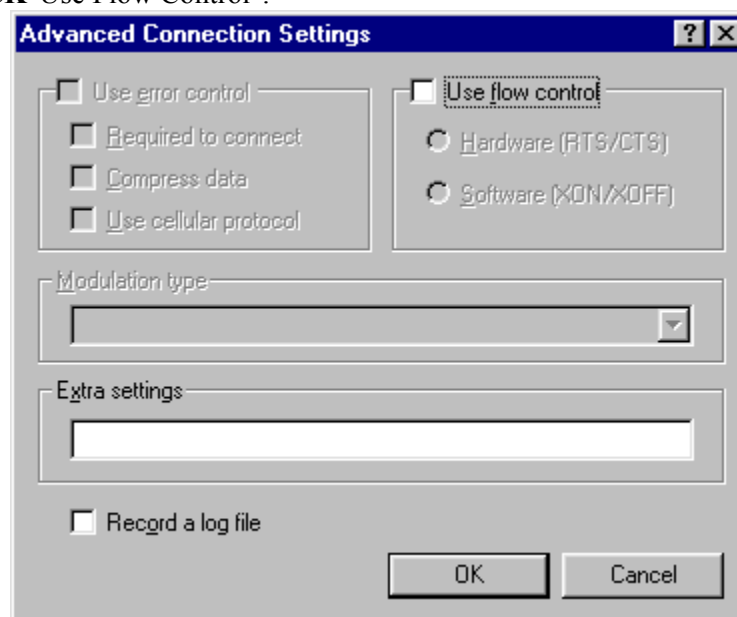 Use Flow Control".
Advanced Connection Settings
Use error control
Required to connect
Compress data
Use cellular protocol
Use flow control
Hardware (RTS/CTS)
Software (XON/XOFF)
Modulation type
Extra settings
Record a log file
OK
Cancel